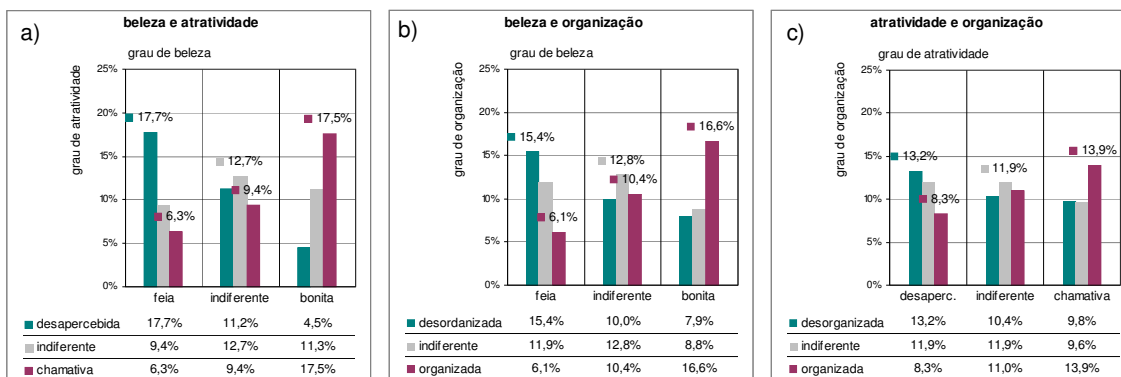 a)
beleza e atratividade
grau de beleza
grau de atratividade
25%
20%
15%
10%
5%
0%
17,7%
6,3%
12,7%
9,4%
17,5%
feia indiferente bonita
desapercebida 17,7% 11,2% 4,5%
indiferente 9,4% 12,7% 11,3%
chamativa 6,3% 9,4% 17,5%
b)
beleza e organização
grau de beleza
grau de organização
25%
20%
15%
10%
5%
0%
15,4%
6,1%
12,8%
10,4%
16,6%
feia indiferente bonita
desordanizada 15,4% 10,0% 7,9%
indiferente 11,9% 12,8% 8,8%
organizada 6,1% 10,4% 16,6%
c)
atratividade e organização
grau de atratividade
grau de organização
25%
20%
15%
10%
5%
0%
13,2%
8,3%
11,9%
13,9%
desaperc. indiferente chamativa
desorganizada 13,2% 10,4% 9,8%
indiferente 11,9% 11,9% 9,6%
organizada 8,3% 11,0% 13,9%